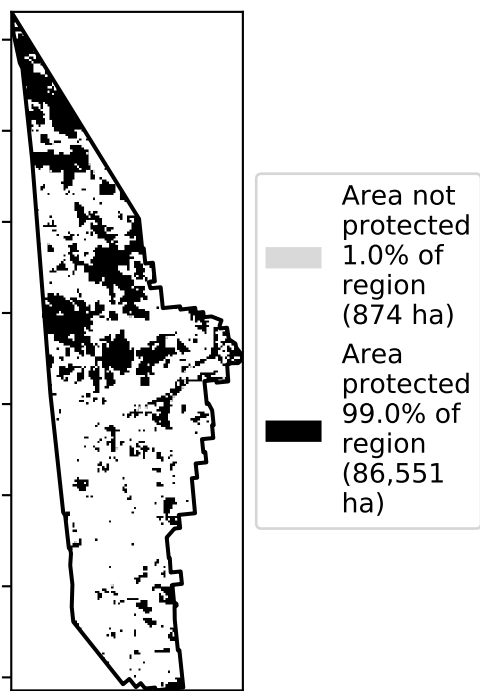 Area not
protected
1.0% of
region
(874 ha)
Area
protected
99.0% of
region
(86,551
ha)